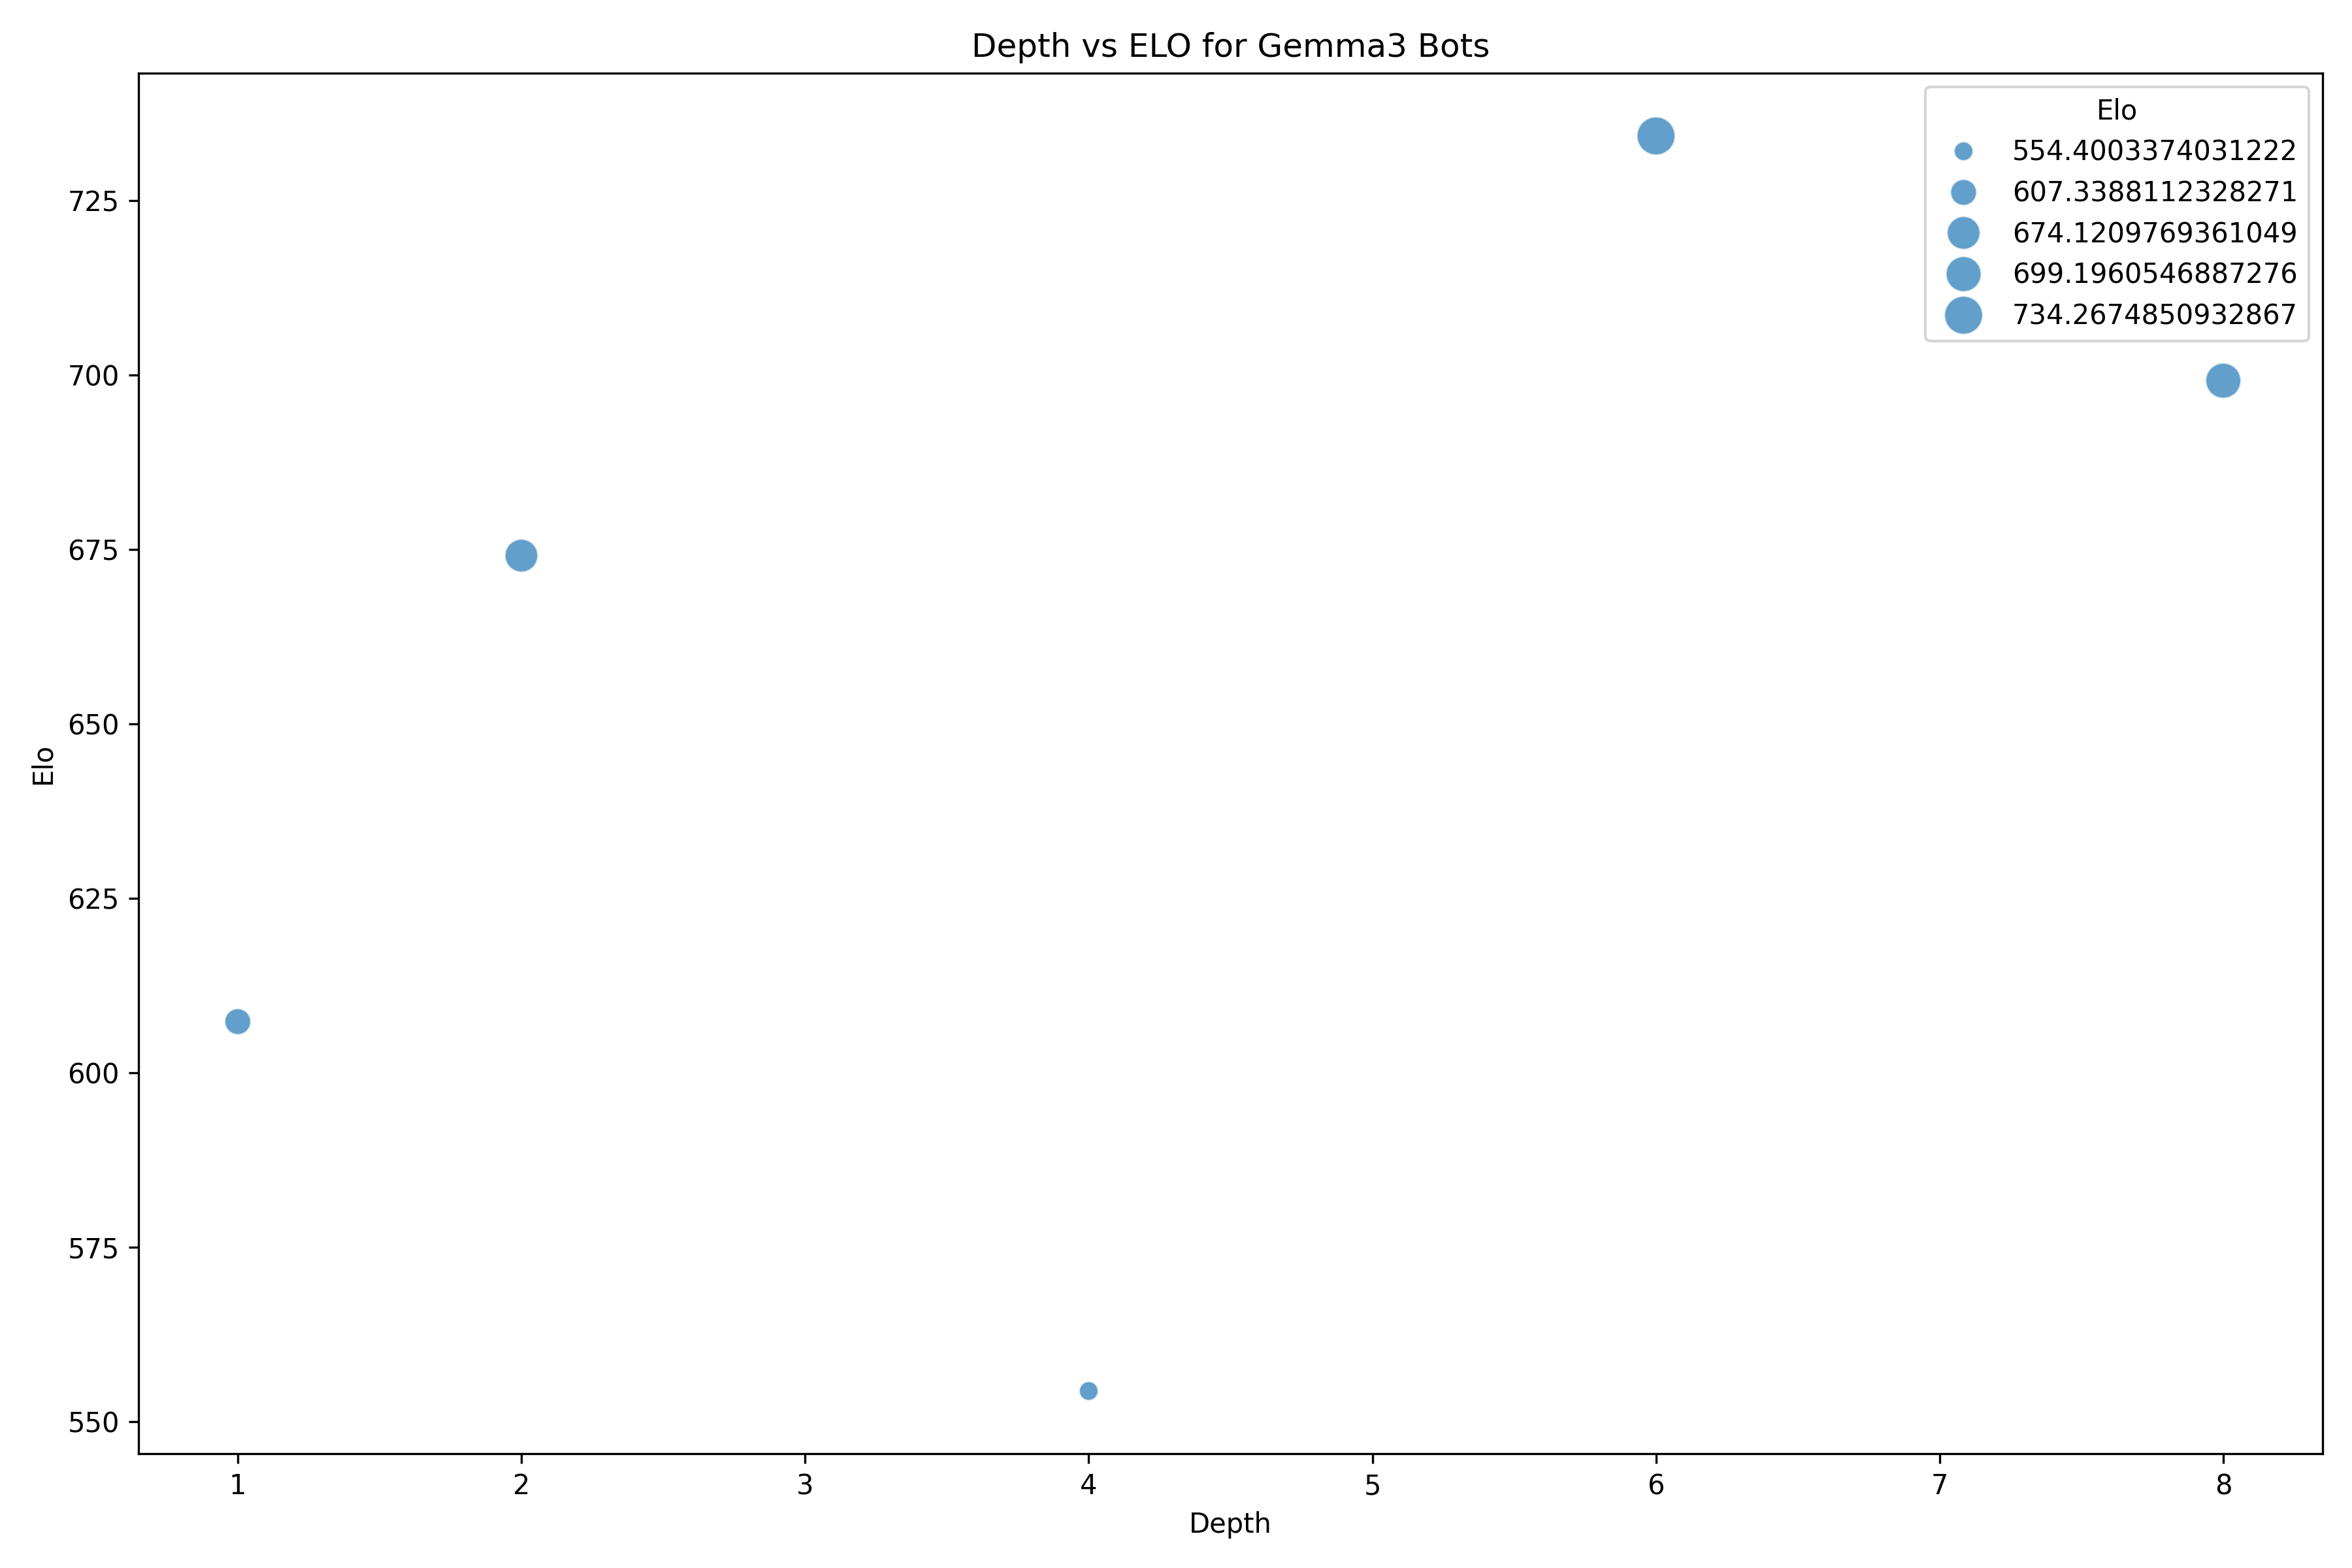 Depth vs ELO for Gemma3 Bots
Elo
554.4003374031222
607.3388112328271
674.1209769361049
699.1960546887276
734.2674850932867
725
700
675
650
625
600
575
550
Elo
1 2 3 4 5 6 7 8
Depth